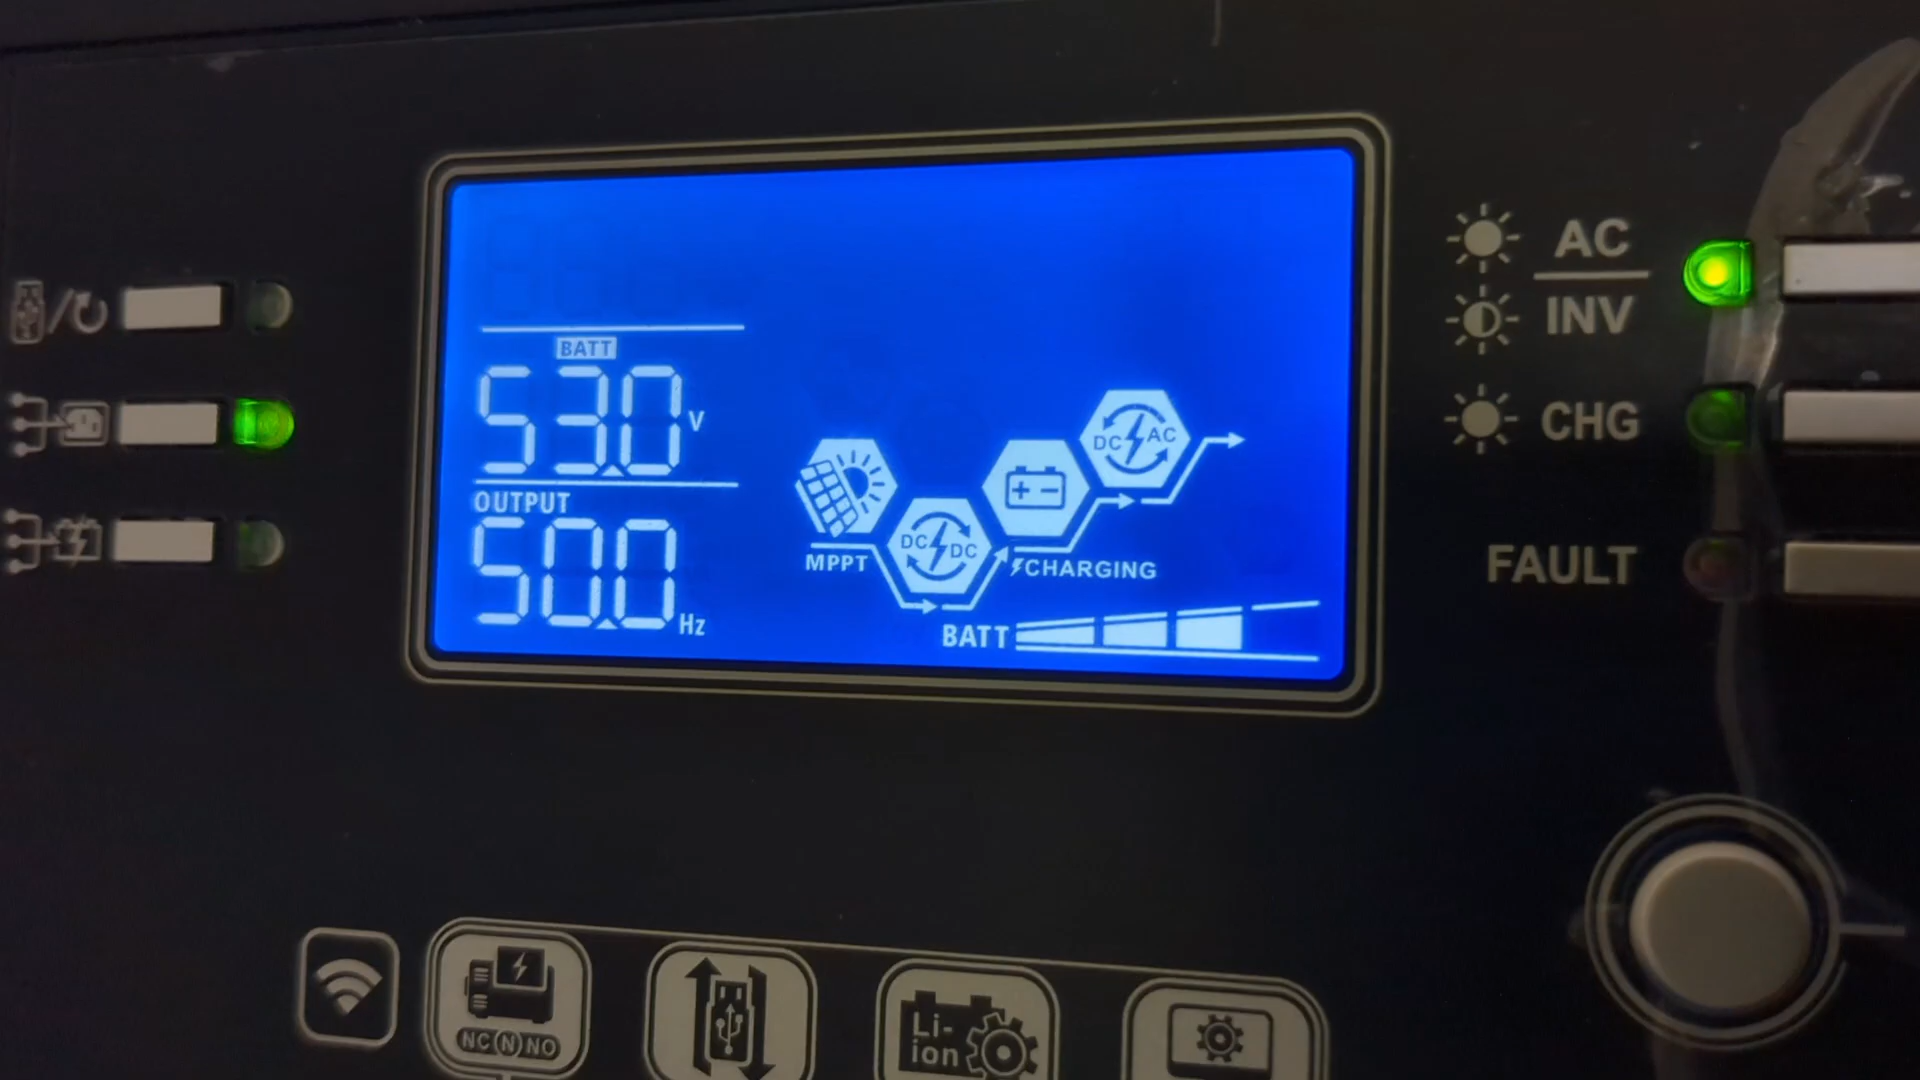 BATT
53.0 V
OUTPUT
50.0 Hz
DC AC
DC DC
MPPT
CHARGING
BATT
AC
INV
CHG
FAULT
NC N NO
Li-
ion